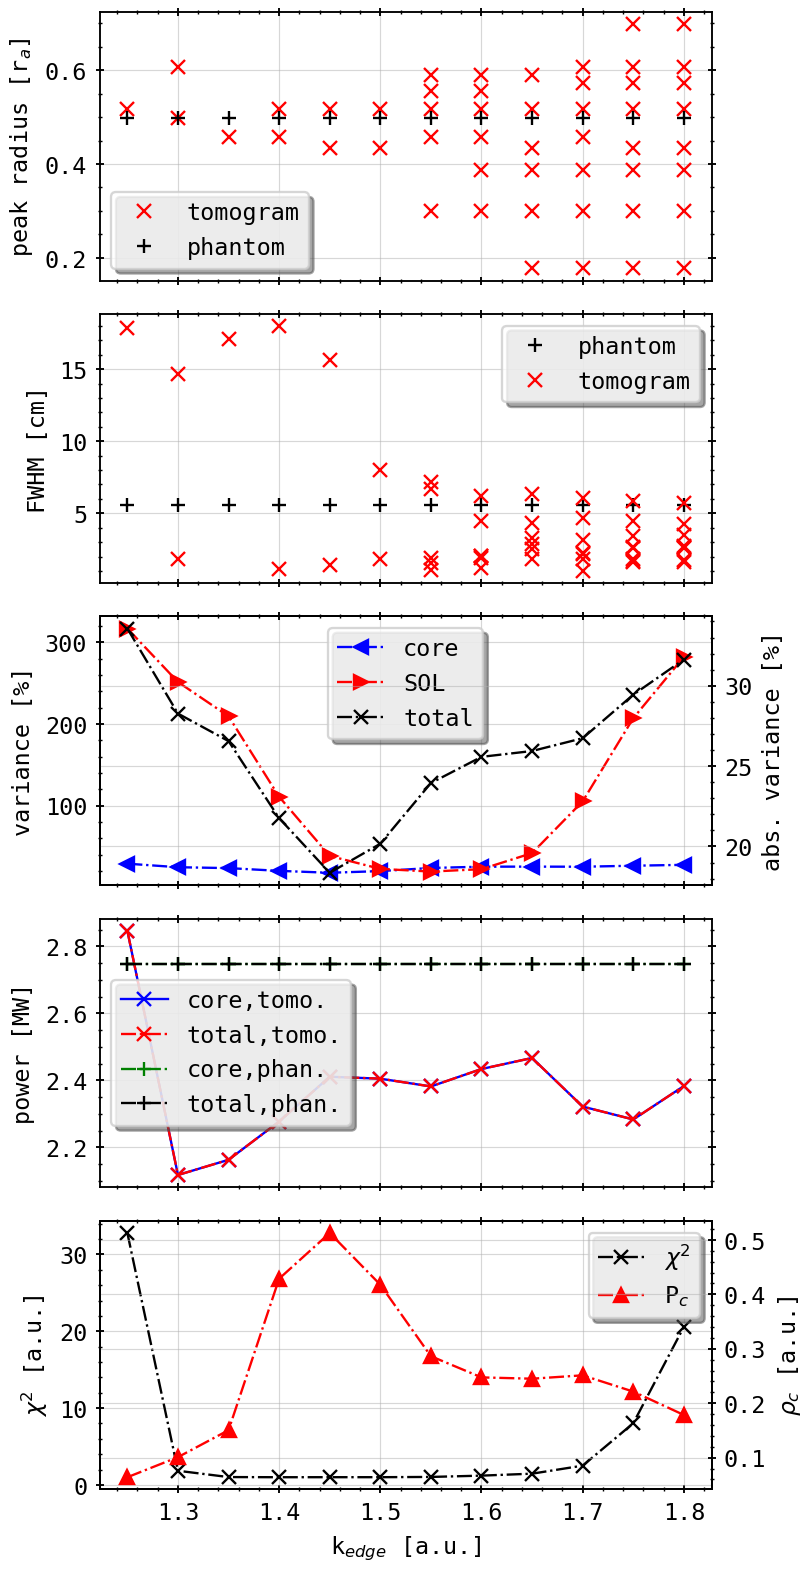 peak radius [r_a]
0.6
0.4
0.2
tomogram
phantom
FWHM [cm]
15
10
5
phantom
tomogram
variance [%]
300
200
100
core
SOL
total
30
25
20
abs. variance [%]
power [MW]
2.8
2.6
2.4
2.2
core,tomo.
total,tomo.
core,phan.
total,phan.
χ² [a.u.]
30
20
10
0
χ²
P_c
0.5
0.4
0.3
0.2
0.1
ρ_c [a.u.]
1.3 1.4 1.5 1.6 1.7 1.8
k_edge [a.u.]